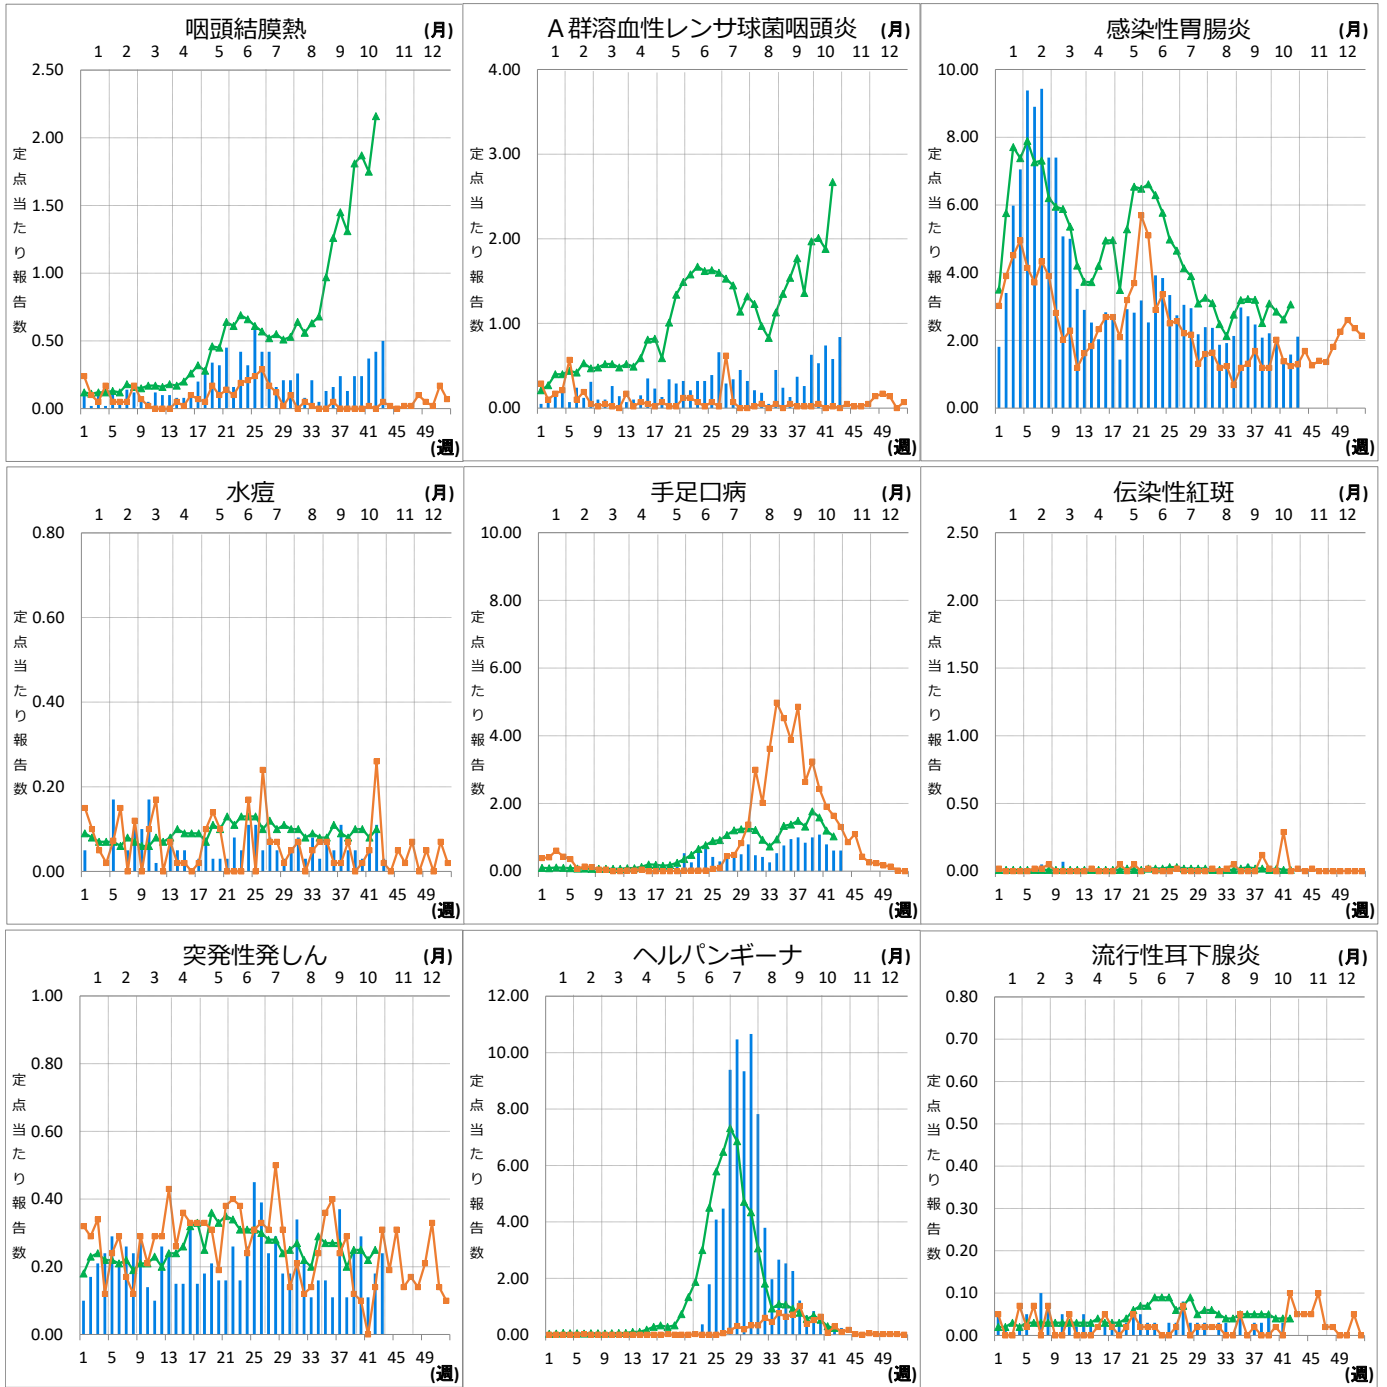 咽頭結膜熱
(月)
1 2 3 4 5 6 7 8 9 10 11 12
2.50
2.00
1.50
1.00
0.50
0.00
定点当たり報告数
1 5 9 13 17 21 25 29 33 37 41 45 49
(週)
A群溶血性レンサ球菌咽頭炎
(月)
1 2 3 4 5 6 7 8 9 10 11 12
4.00
3.00
2.00
1.00
0.00
定点当たり報告数
1 5 9 13 17 21 25 29 33 37 41 45 49
(週)
感染性胃腸炎
(月)
1 2 3 4 5 6 7 8 9 10 11 12
10.00
8.00
6.00
4.00
2.00
0.00
定点当たり報告数
1 5 9 13 17 21 25 29 33 37 41 45 49
(週)
水痘
(月)
1 2 3 4 5 6 7 8 9 10 11 12
0.80
0.60
0.40
0.20
0.00
定点当たり報告数
1 5 9 13 17 21 25 29 33 37 41 45 49
(週)
手足口病
(月)
1 2 3 4 5 6 7 8 9 10 11 12
10.00
8.00
6.00
4.00
2.00
0.00
定点当たり報告数
1 5 9 13 17 21 25 29 33 37 41 45 49
(週)
伝染性紅斑
(月)
1 2 3 4 5 6 7 8 9 10 11 12
2.50
2.00
1.50
1.00
0.50
0.00
定点当たり報告数
1 5 9 13 17 21 25 29 33 37 41 45 49
(週)
突発性発しん
(月)
1 2 3 4 5 6 7 8 9 10 11 12
1.00
0.80
0.60
0.40
0.20
0.00
定点当たり報告数
1 5 9 13 17 21 25 29 33 37 41 45 49
(週)
ヘルパンギーナ
(月)
1 2 3 4 5 6 7 8 9 10 11 12
12.00
10.00
8.00
6.00
4.00
2.00
0.00
定点当たり報告数
1 5 9 13 17 21 25 29 33 37 41 45 49
(週)
流行性耳下腺炎
(月)
1 2 3 4 5 6 7 8 9 10 11 12
0.80
0.70
0.60
0.50
0.40
0.30
0.20
0.10
0.00
定点当たり報告数
1 5 9 13 17 21 25 29 33 37 41 45 49
(週)